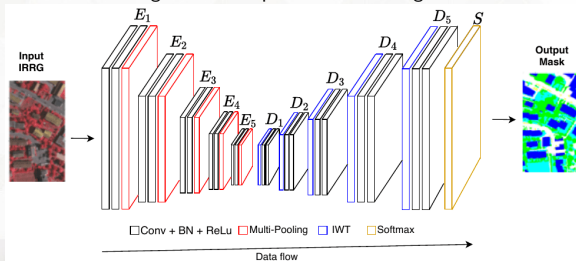 E₁
E₂
E₃
E₄
E₅
D₁
D₂
D₃
D₄
D₅
S
Input
IRRG
Output
Mask
Conv + BN + ReLu
Multi-Pooling
IWT
Softmax
Data flow